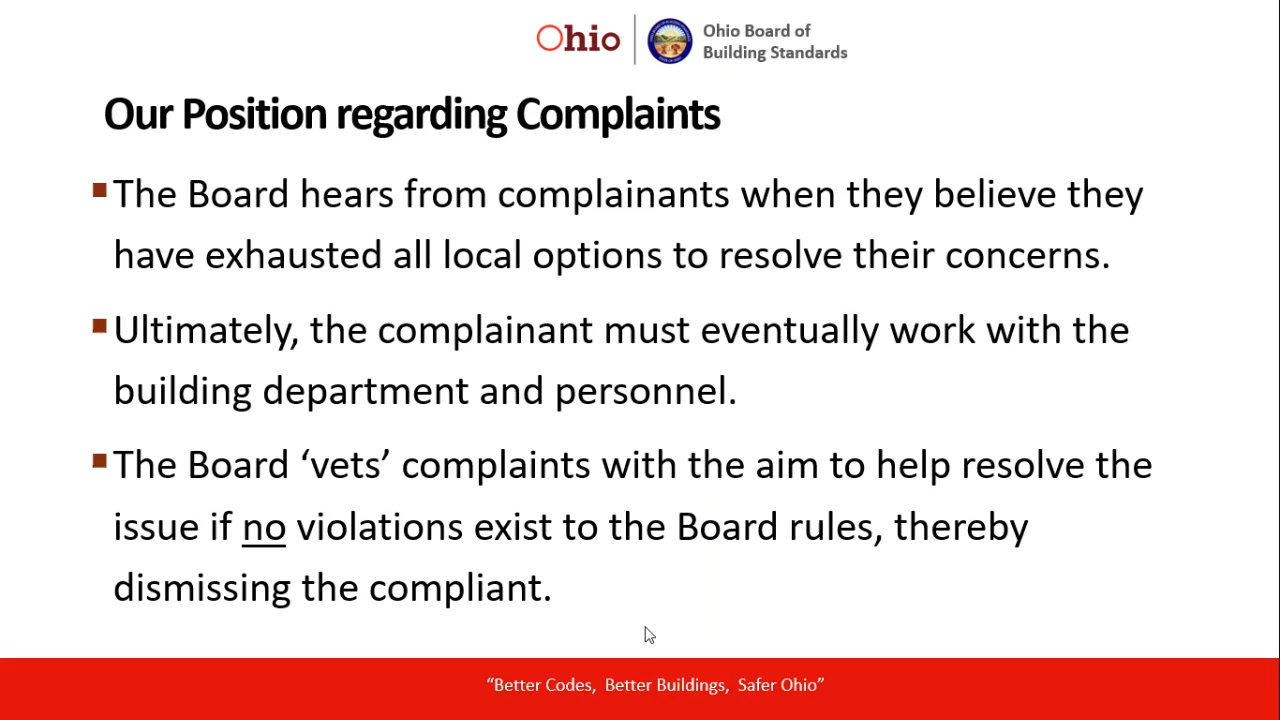 Ohio
Ohio Board of
Building Standards
Our Position regarding Complaints
The Board hears from complainants when they believe they
have exhausted all local options to resolve their concerns.
Ultimately, the complainant must eventually work with the
building department and personnel.
The Board ‘vets’ complaints with the aim to help resolve the
issue if no violations exist to the Board rules, thereby
dismissing the compliant.
“Better Codes, Better Buildings, Safer Ohio”